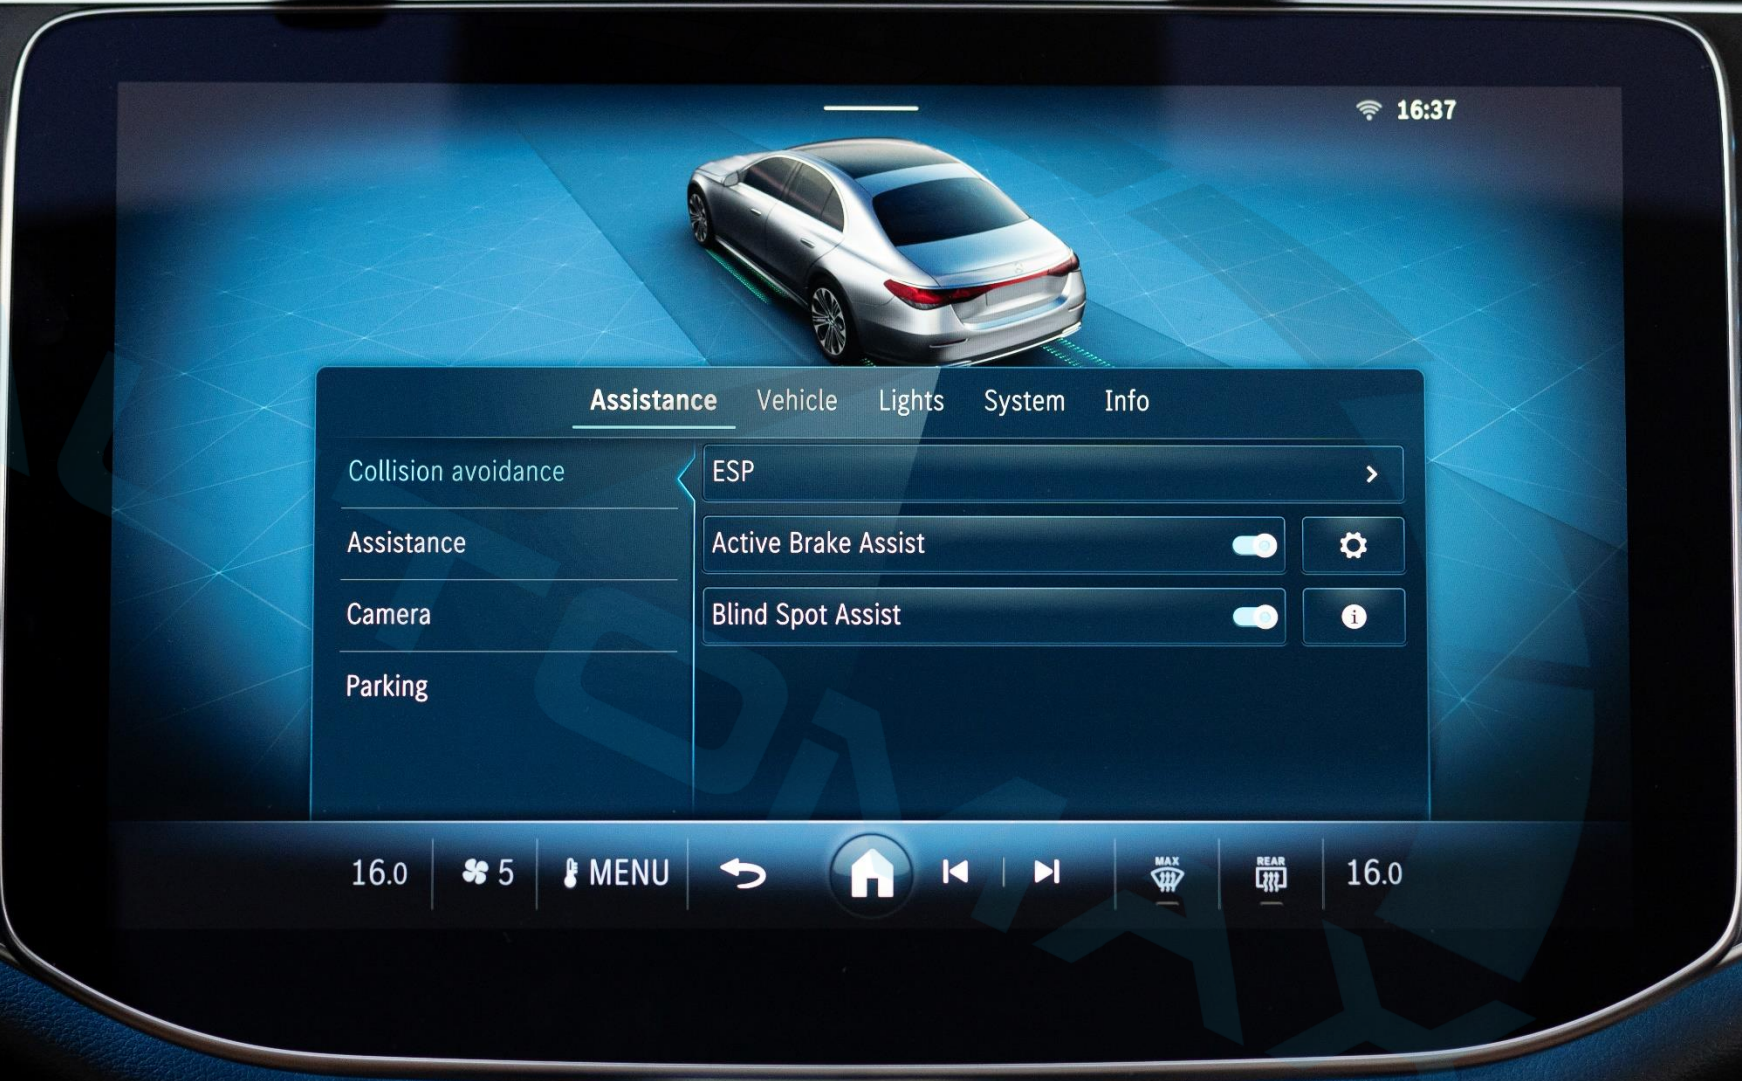 16:37
Assistance Vehicle Lights System Info
Collision avoidance
ESP
Assistance
Active Brake Assist
Camera
Blind Spot Assist
Parking
16.0 5 MENU MAX REAR 16.0
AUTOMAX